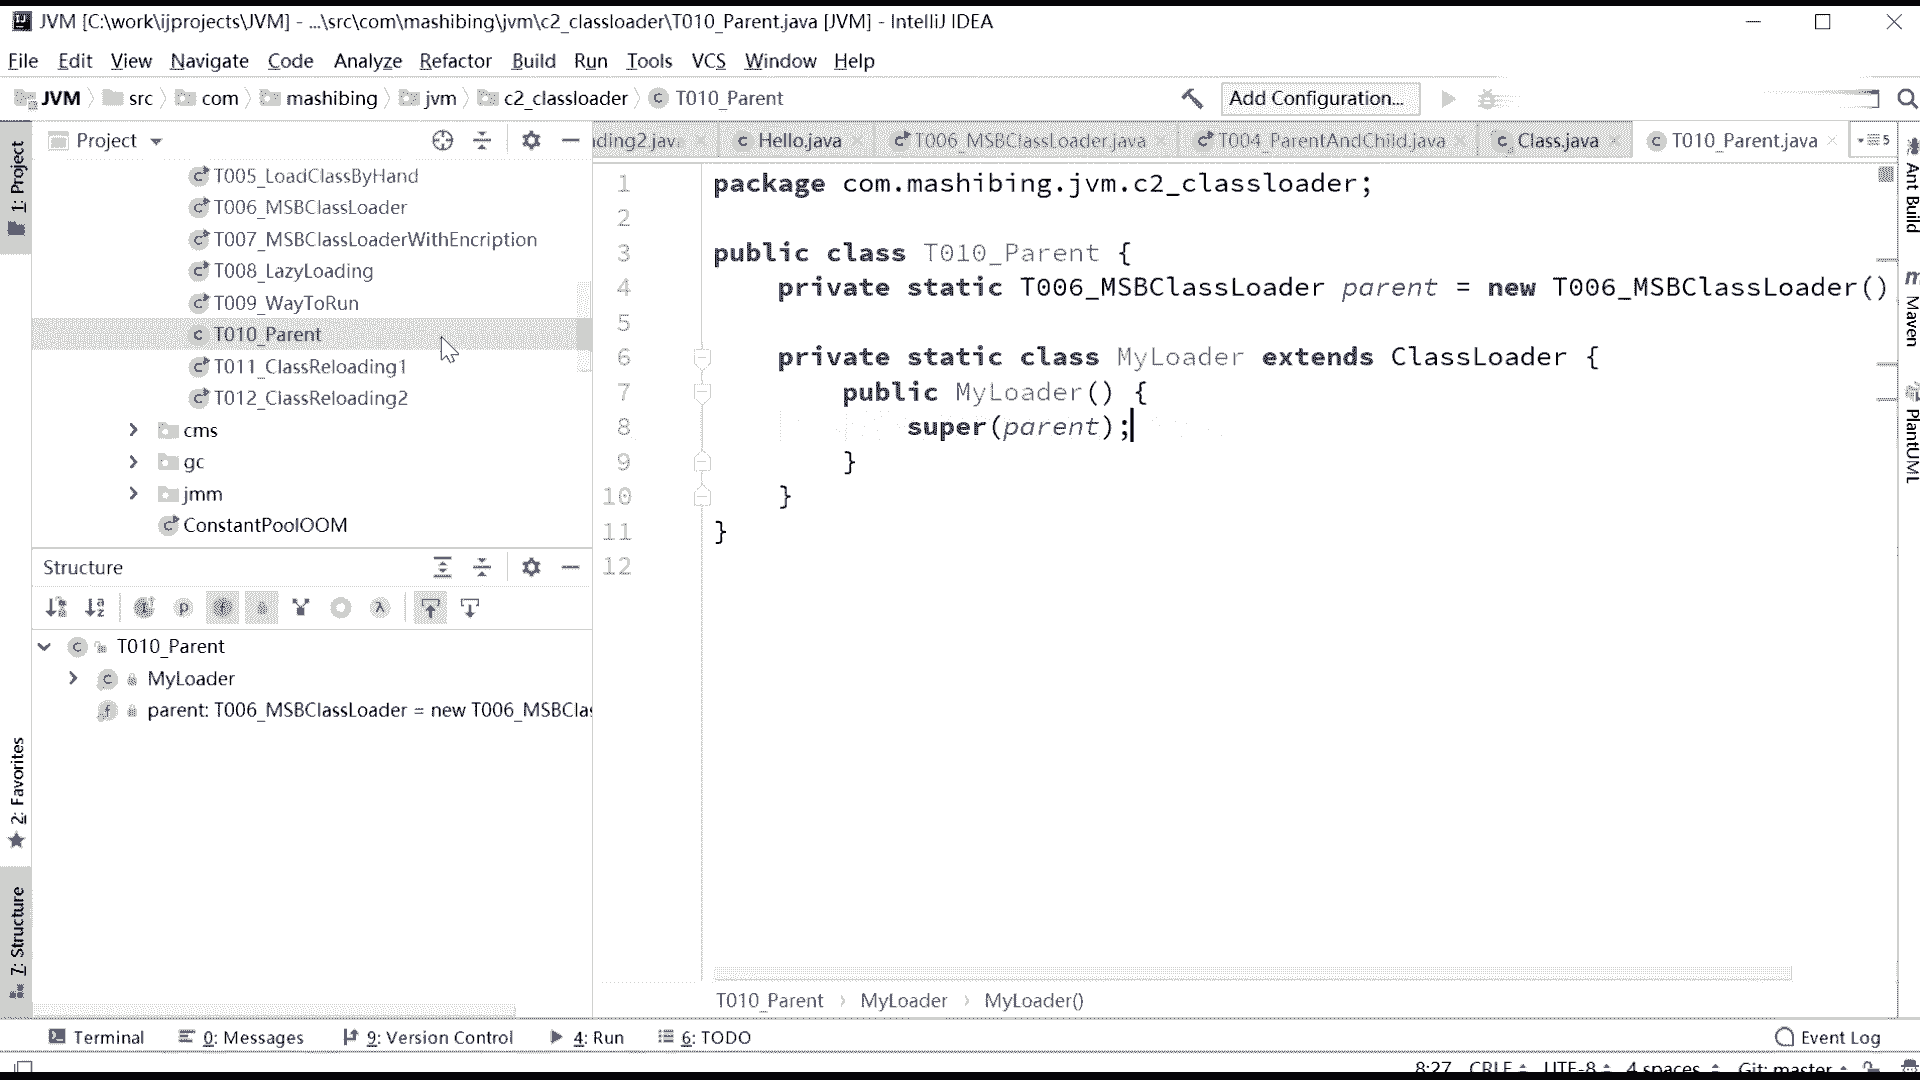 JVM [C:\work\ijprojects\JVM] - ...\src\com\mashibing\jvm\c2_classloader\T010_Parent.java [JVM] - IntelliJ IDEA
File Edit View Navigate Code Analyze Refactor Build Run Tools VCS Window Help
JVM src com mashibing jvm c2_classloader T010_Parent Add Configuration...
1: Project
Project
T005_LoadClassByHand
T006_MSBClassLoader
T007_MSBClassLoaderWithEncription
T008_LazyLoading
T009_WayToRun
T010_Parent
T011_ClassReloading1
T012_ClassReloading2
cms
gc
jmm
ConstantPoolOOM
Structure
T010_Parent
MyLoader
parent: T006_MSBClassLoader = new T006_MSBClas
2: Favorites
7: Structure
ding2.java Hello.java T006_MSBClassLoader.java T004_ParentAndChild.java Class.java T010_Parent.java 5
1 package com.mashibing.jvm.c2_classloader;
2
3 public class T010_Parent {
4 private static T006_MSBClassLoader parent = new T006_MSBClassLoader()
5
6 private static class MyLoader extends ClassLoader {
7 public MyLoader() {
8 super(parent);
9 }
10 }
11 }
12
T010_Parent MyLoader MyLoader()
Ant Build
Maven
PlantUML
Terminal 0: Messages 9: Version Control 4: Run 6: TODO Event Log
8:27 CRLF UTF-8 4 spaces Git: master